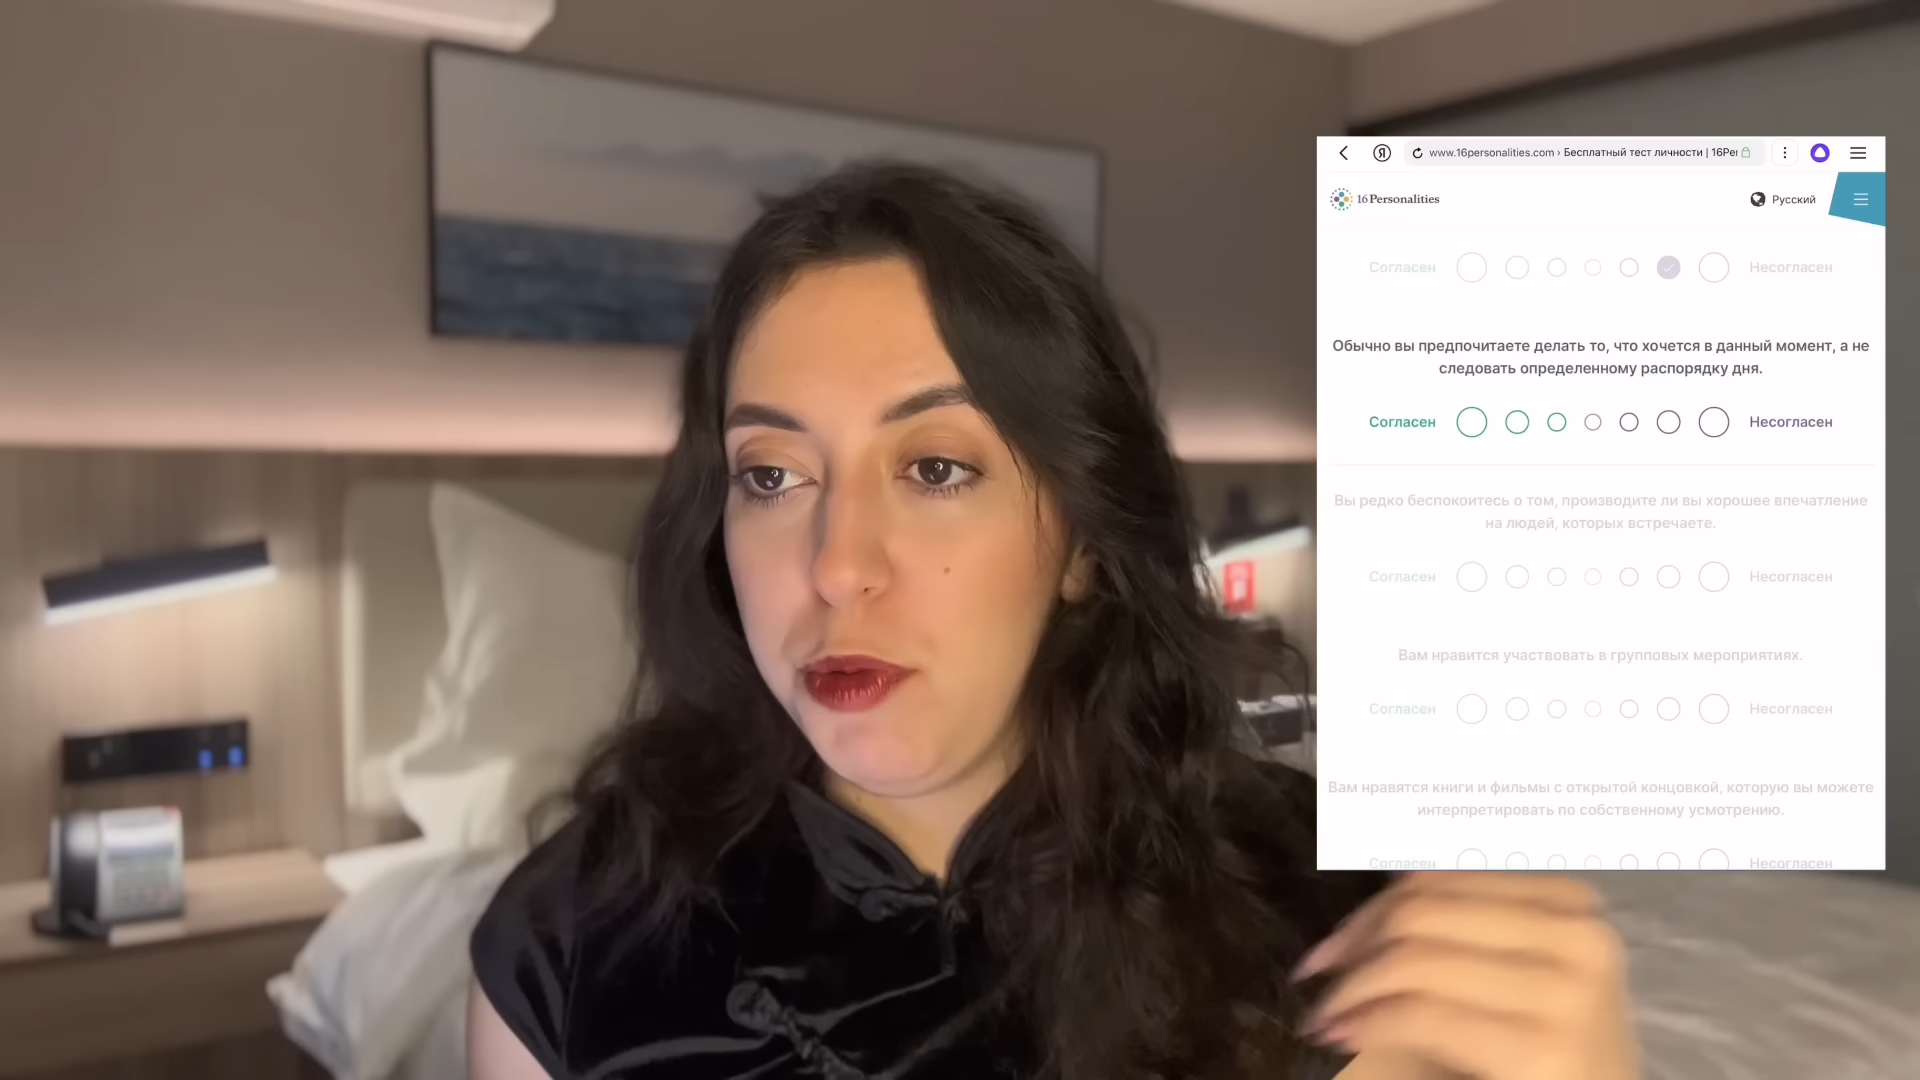 www.16personalities.com › Бесплатный тест личности | 16Per
16Personalities
Русский
Согласен Несогласен
Обычно вы предпочитаете делать то, что хочется в данный момент, а не
следовать определенному распорядку дня.
Согласен Несогласен
Вы редко беспокоитесь о том, производите ли вы хорошее впечатление
на людей, которых встречаете.
Согласен Несогласен
Вам нравится участвовать в групповых мероприятиях.
Согласен Несогласен
Вам нравятся книги и фильмы с открытой концовкой, которую вы можете
интерпретировать по собственному усмотрению.
Согласен Несогласен